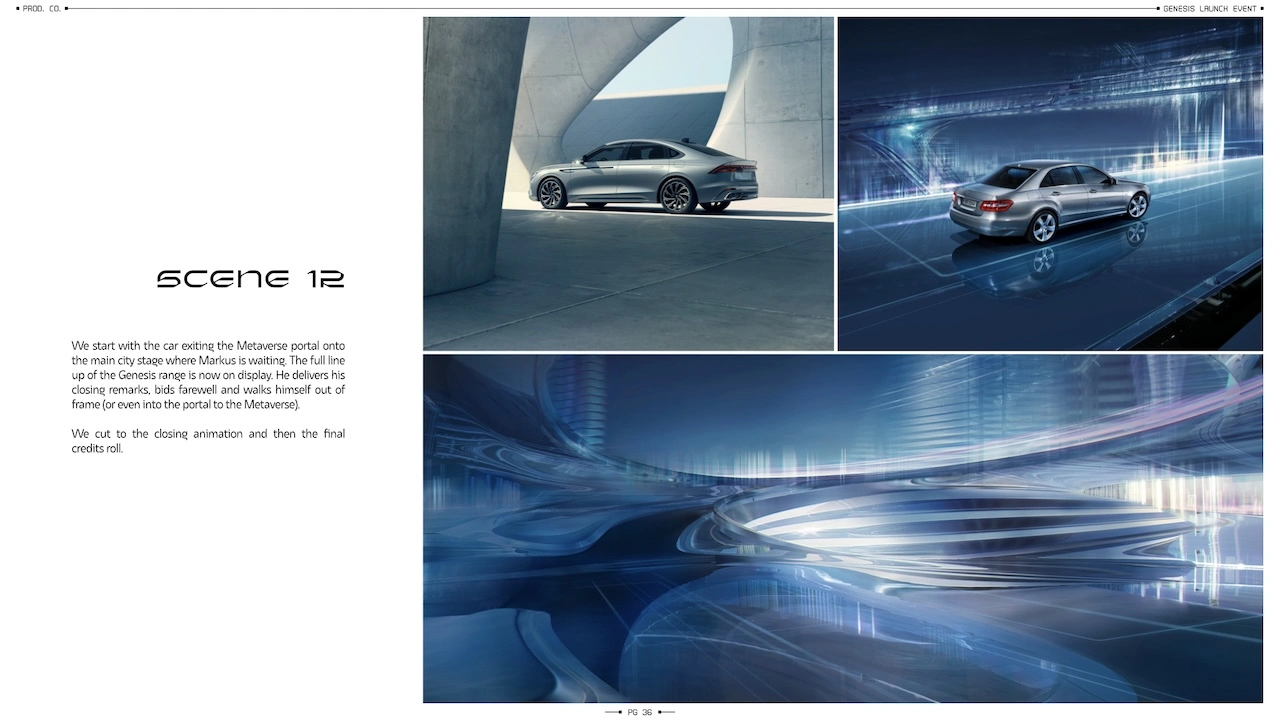 PROD. CO.
GENESIS LAUNCH EVENT
SCENE 12
We start with the car exiting the Metaverse portal onto
the main city stage where Markus is waiting. The full line
up of the Genesis range is now on display. He delivers his
closing remarks, bids farewell and walks himself out of
frame (or even into the portal to the Metaverse).
We cut to the closing animation and then the final
credits roll.
PG 36